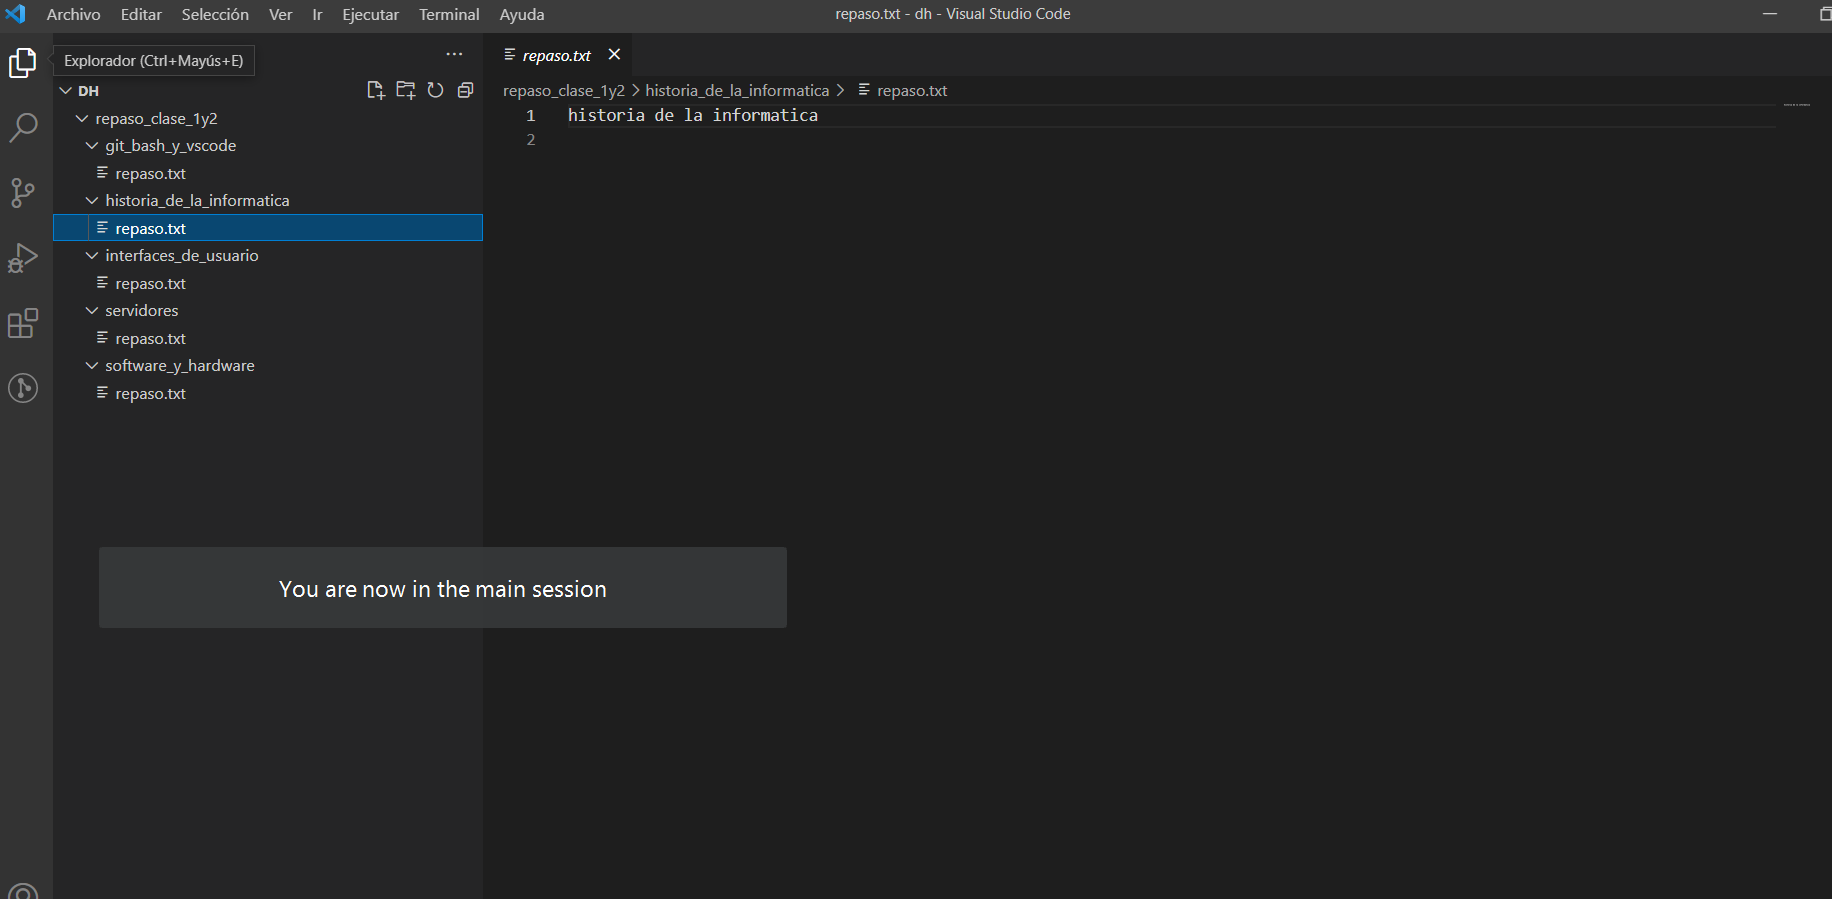 Archivo Editar Selección Ver Ir Ejecutar Terminal Ayuda
repaso.txt - dh - Visual Studio Code
Explorador (Ctrl+Mayús+E)
DH
repaso_clase_1y2
git_bash_y_vscode
repaso.txt
historia_de_la_informatica
repaso.txt
interfaces_de_usuario
repaso.txt
servidores
repaso.txt
software_y_hardware
repaso.txt
repaso.txt
repaso_clase_1y2 > historia_de_la_informatica > repaso.txt
1 historia de la informatica
2
You are now in the main session